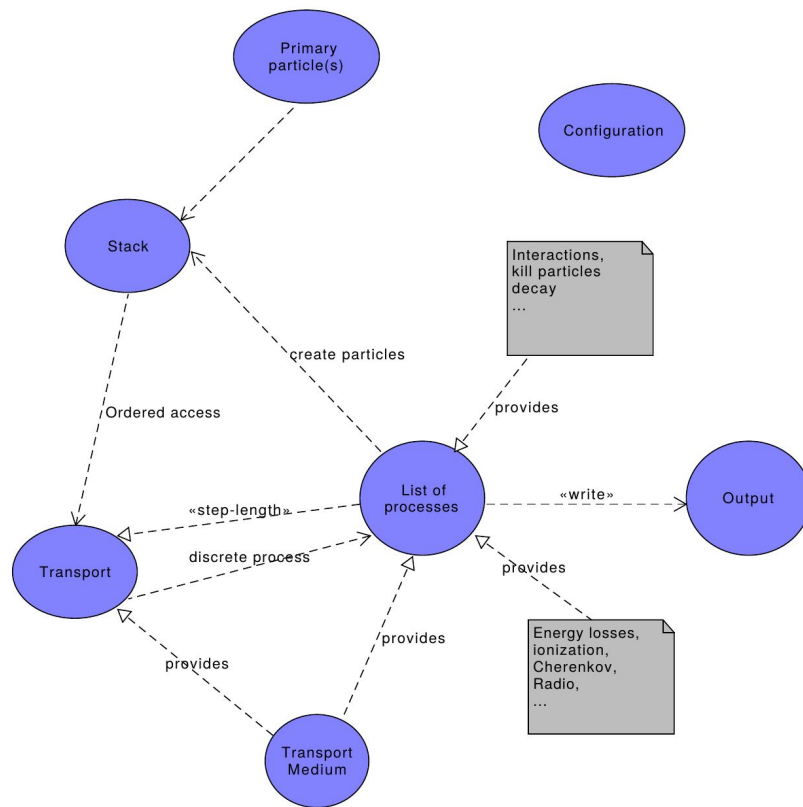 Primary
particle(s)
Configuration
Stack
Interactions,
kill particles
decay
...
create particles
Ordered access
provides
List of
processes
«step-length»
«write»
Output
discrete process
Transport
provides
provides
provides
Energy losses,
ionization,
Cherenkov,
Radio,
...
Transport
Medium